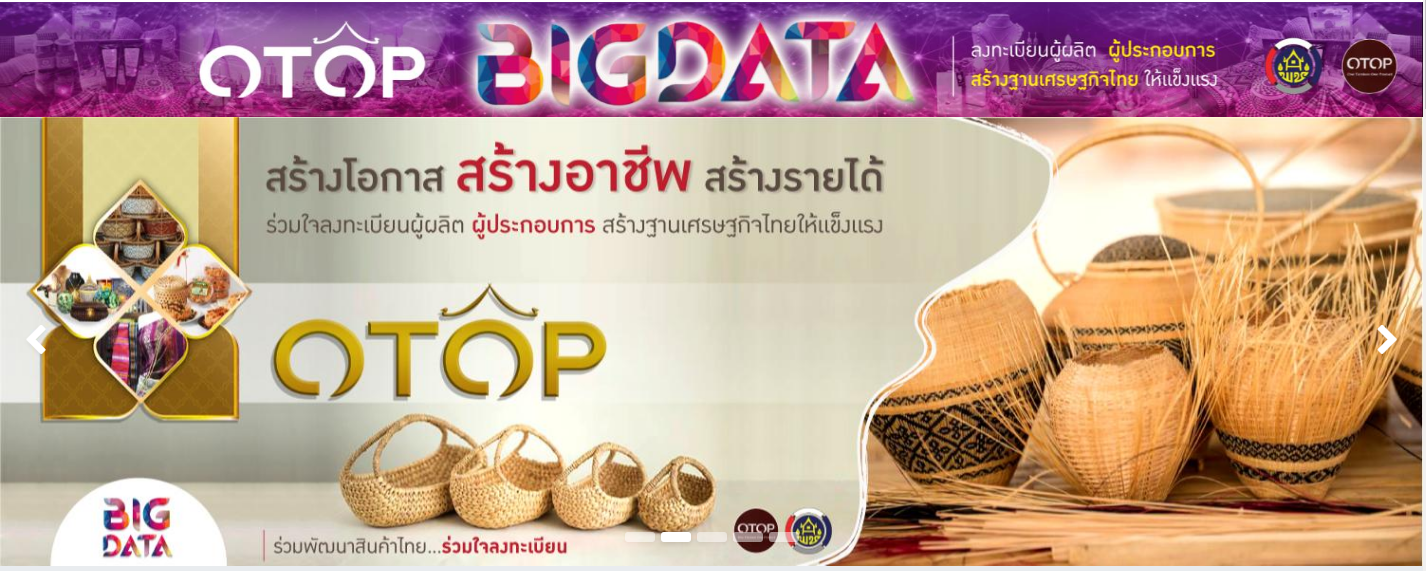 OTOP BIGDATA
ลงทะเบียนผู้ผลิต ผู้ประกอบการ
สร้างฐานเศรษฐกิจไทย ให้แข็งแรง
พช
OTOP
สร้างโอกาส สร้างอาชีพ สร้างรายได้
ร่วมใจลงทะเบียนผู้ผลิต ผู้ประกอบการ สร้างฐานเศรษฐกิจไทยให้แข็งแรง
OTOP
BIG
DATA
ร่วมพัฒนาสินค้าไทย...ร่วมใจลงทะเบียน
OTOP
พช